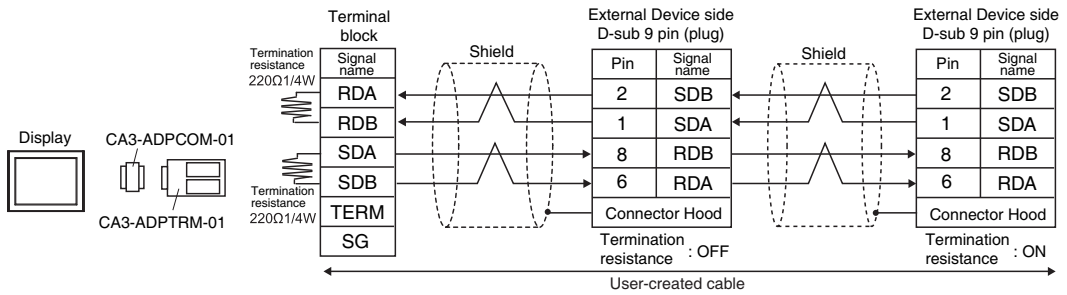 Display
CA3-ADPCOM-01
CA3-ADPTRM-01
Termination
resistance
220Ω1/4W
Termination
resistance
220Ω1/4W
Terminal
block
Signal
name
RDA
RDB
SDA
SDB
TERM
SG
Shield
External Device side
D-sub 9 pin (plug)
Pin Signal
name
2 SDB
1 SDA
8 RDB
6 RDA
Connector Hood
Termination
resistance : OFF
Shield
External Device side
D-sub 9 pin (plug)
Pin Signal
name
2 SDB
1 SDA
8 RDB
6 RDA
Connector Hood
Termination
resistance : ON
User-created cable